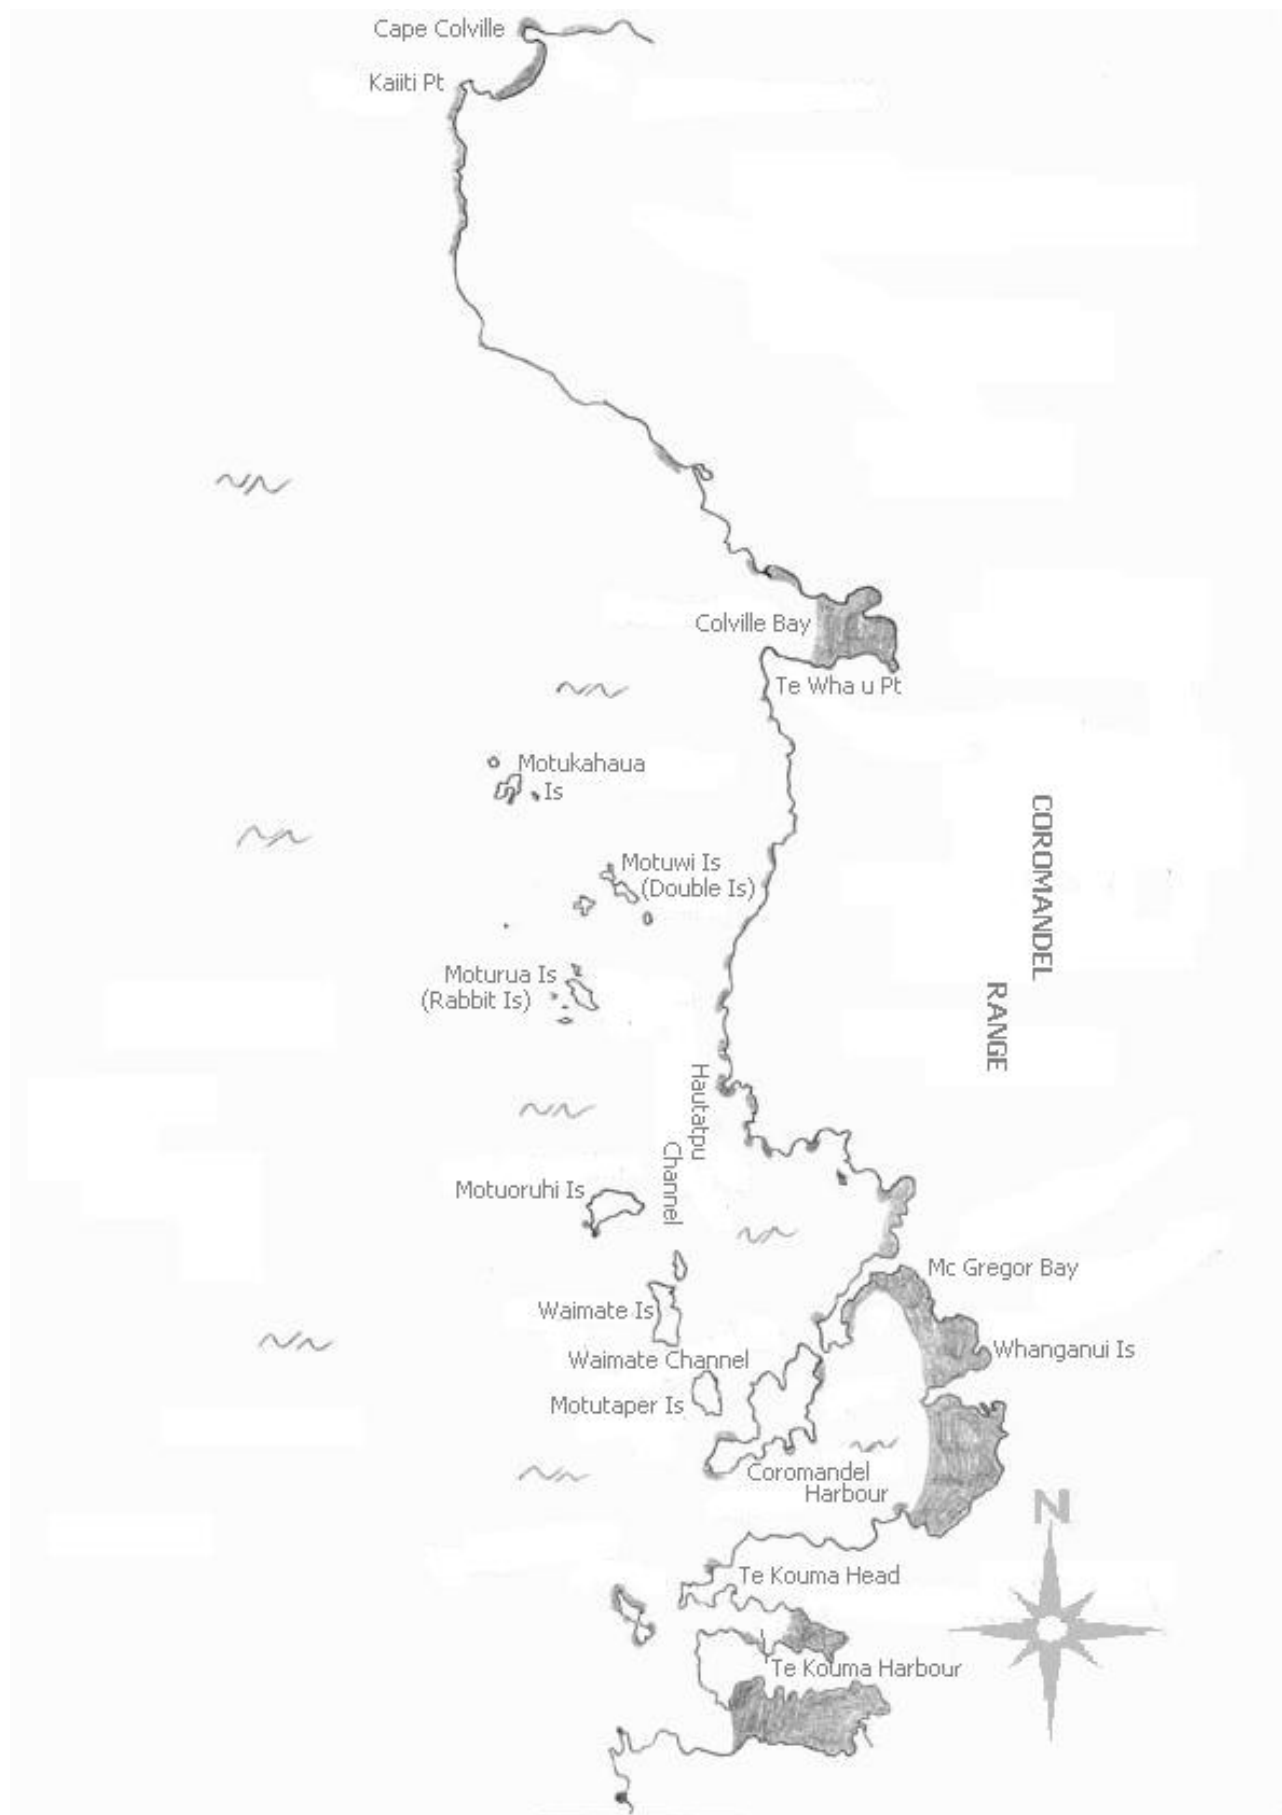 Cape Colville
Kaiiti Pt
Colville Bay
Te Wha u Pt
Motukahaua
Is
COROMANDEL
RANGE
Motuwi Is
(Double Is)
Moturua Is
(Rabbit Is)
Hautatpu
Channel
Motuoruhi Is
Mc Gregor Bay
Waimate Is
Whanganui Is
Waimate Channel
Motutaper Is
Coromandel
Harbour
N
Te Kouma Head
Te Kouma Harbour